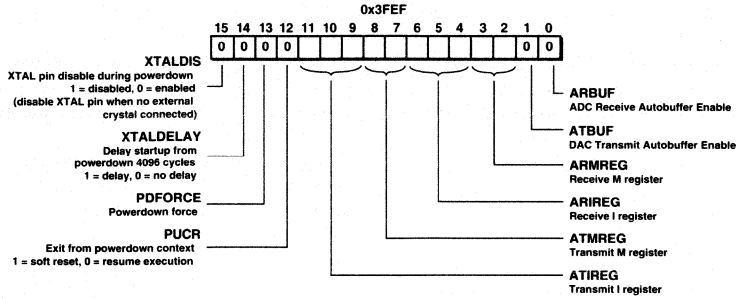 0x3FEF
15 14 13 12 11 10 9 8 7 6 5 4 3 2 1 0
0 0 0 0 0 0
XTALDIS
XTAL pin disable during powerdown
1 = disabled, 0 = enabled
(disable XTAL pin when no external
crystal connected)
XTALDELAY
Delay startup from
powerdown 4096 cycles
1 = delay, 0 = no delay
PDFORCE
Powerdown force
PUCR
Exit from powerdown context
1 = soft reset, 0 = resume execution
ARBUF
ADC Receive Autobuffer Enable
ATBUF
DAC Transmit Autobuffer Enable
ARMREG
Receive M register
ARIREG
Receive I register
ATMREG
Transmit M register
ATIREG
Transmit I register